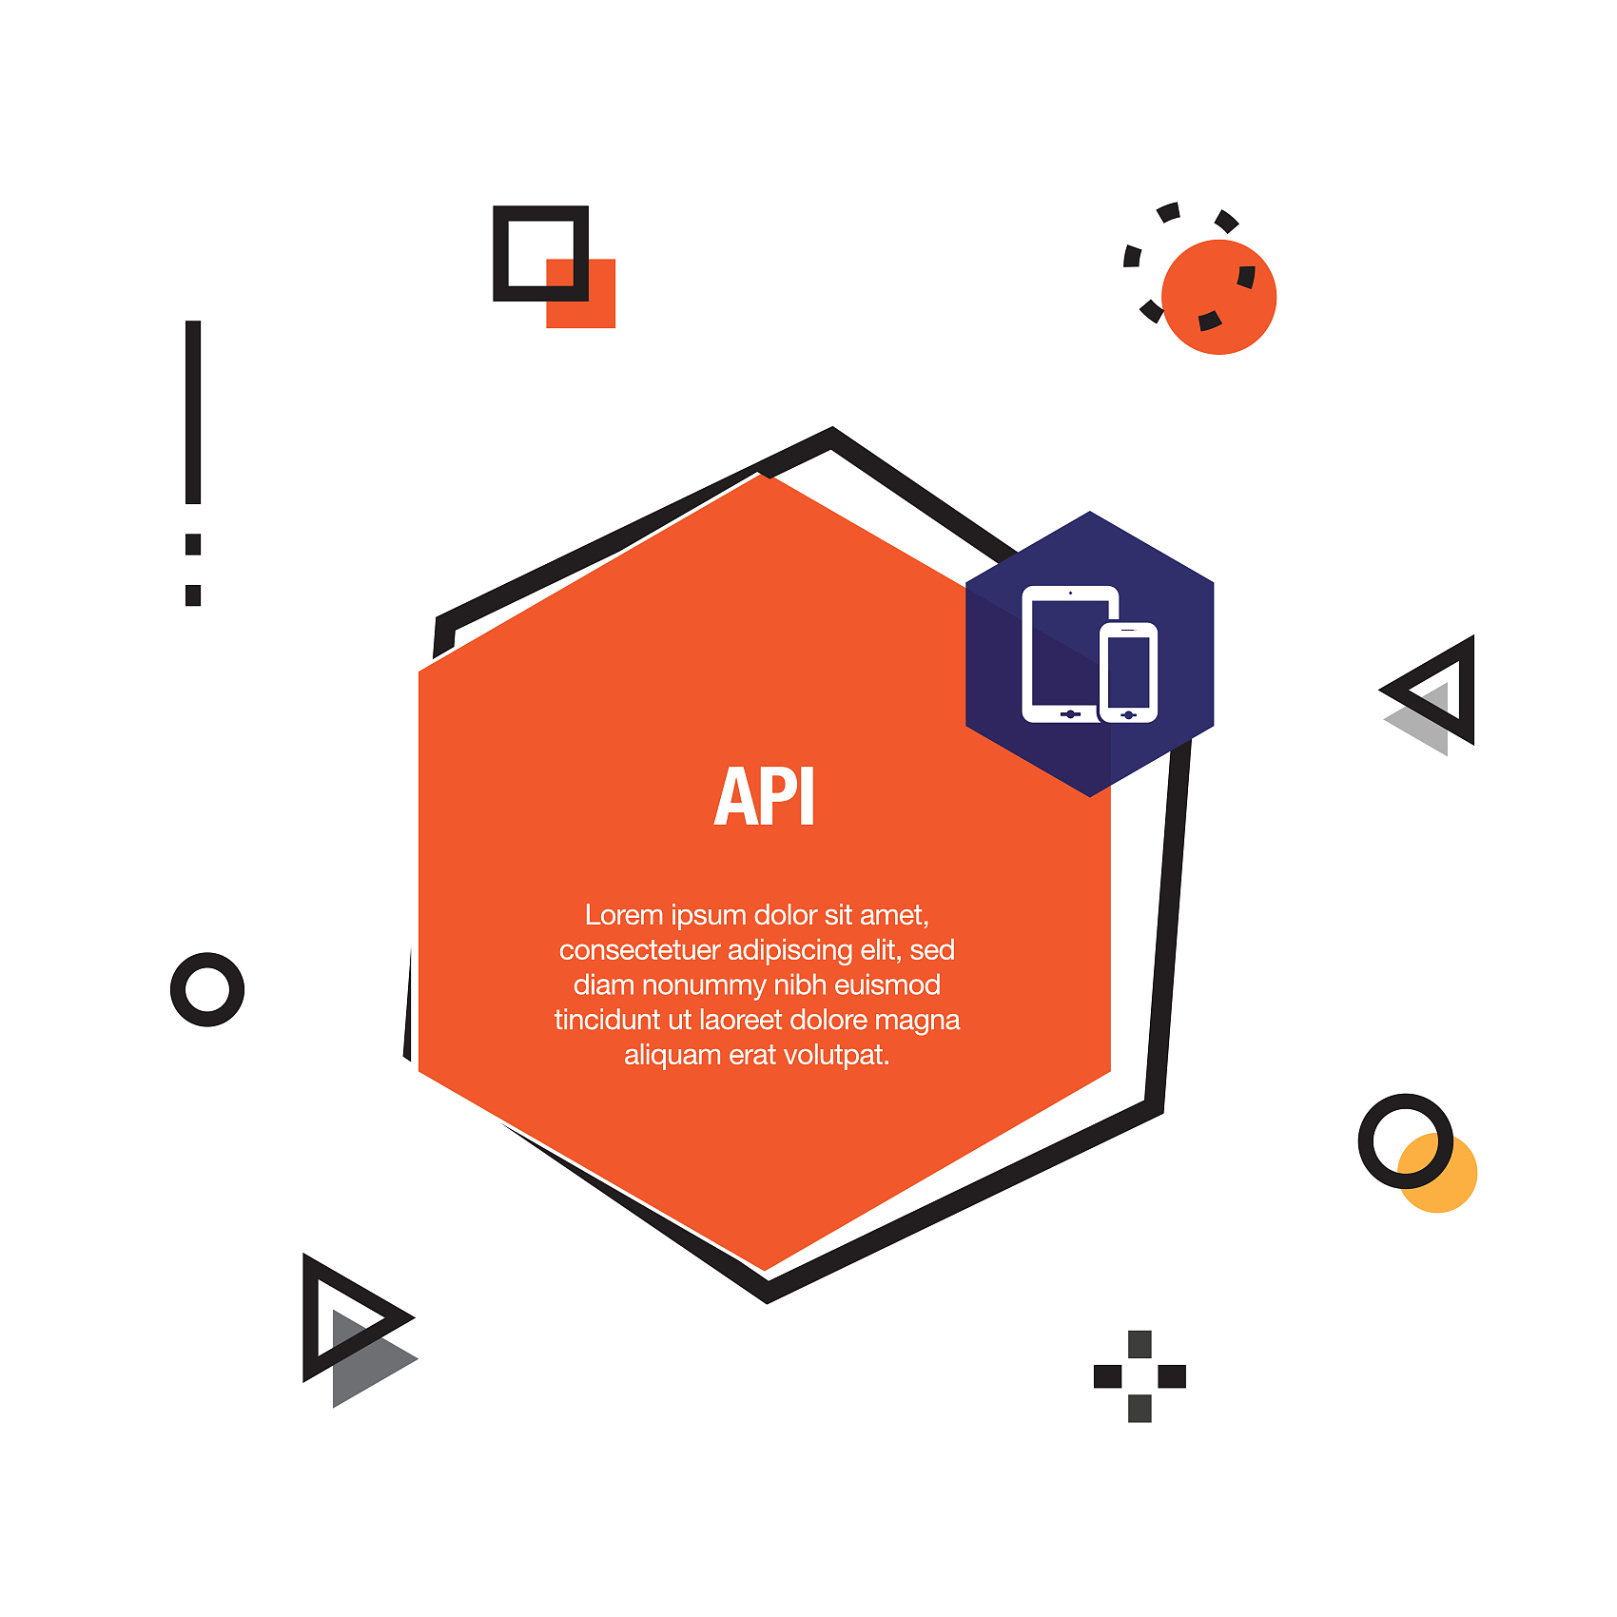 API
Lorem ipsum dolor sit amet,
consectetuer adipiscing elit, sed
diam nonummy nibh euismod
tincidunt ut laoreet dolore magna
aliquam erat volutpat.